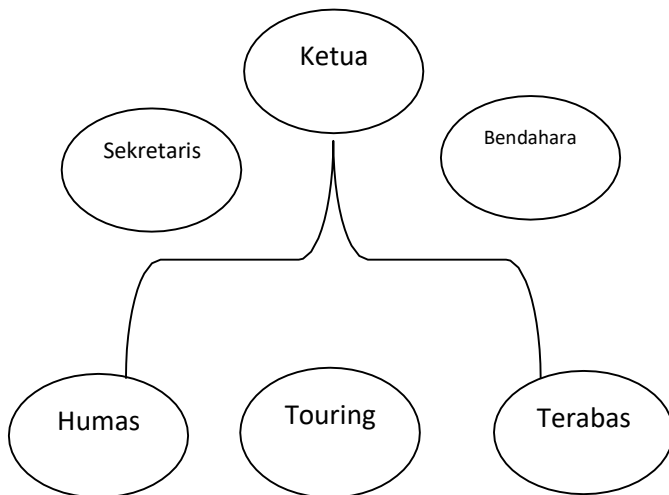 Ketua
Sekretaris
Bendahara
Humas
Touring
Terabas